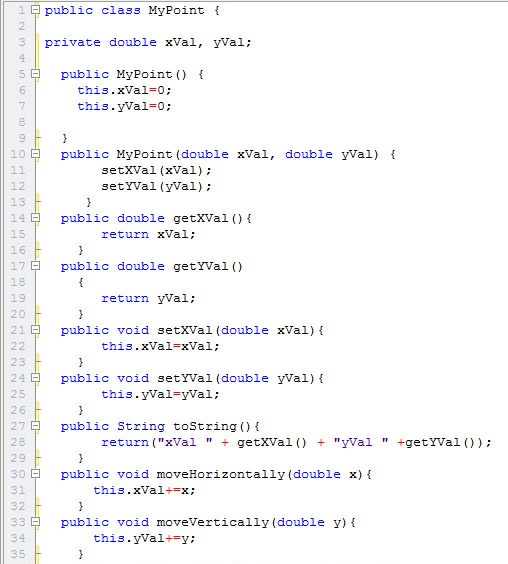 1 public class MyPoint {
2
3 private double xVal, yVal;
4
5 public MyPoint() {
6 this.xVal=0;
7 this.yVal=0;
8
9 }
10 public MyPoint(double xVal, double yVal) {
11 setXVal(xVal);
12 setYVal(yVal);
13 }
14 public double getXVal(){
15 return xVal;
16 }
17 public double getYVal()
18 {
19 return yVal;
20 }
21 public void setXVal(double xVal){
22 this.xVal=xVal;
23 }
24 public void setYVal(double yVal){
25 this.yVal=yVal;
26 }
27 public String toString(){
28 return("xVal " + getXVal() + "yVal " +getYVal());
29 }
30 public void moveHorizontally(double x){
31 this.xVal+=x;
32 }
33 public void moveVertically(double y){
34 this.yVal+=y;
35 }